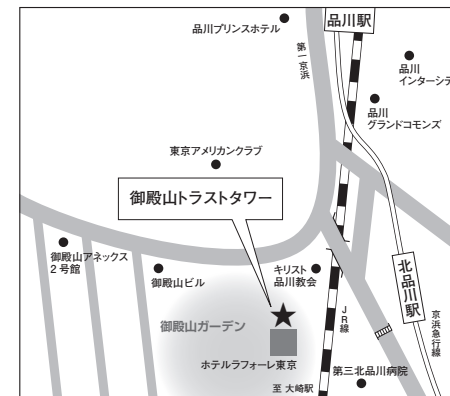 品川駅
品川プリンスホテル
第一京浜
品川
インターシテ
品川
グランドコモンズ
東京アメリカンクラブ
御殿山トラストタワー
御殿山アネックス
2号館
御殿山ビル
キリスト
品川教会
北品川駅
京浜急行線
御殿山ガーデン
JR線
ホテルラフォーレ東京
第三北品川病院
至 大崎駅